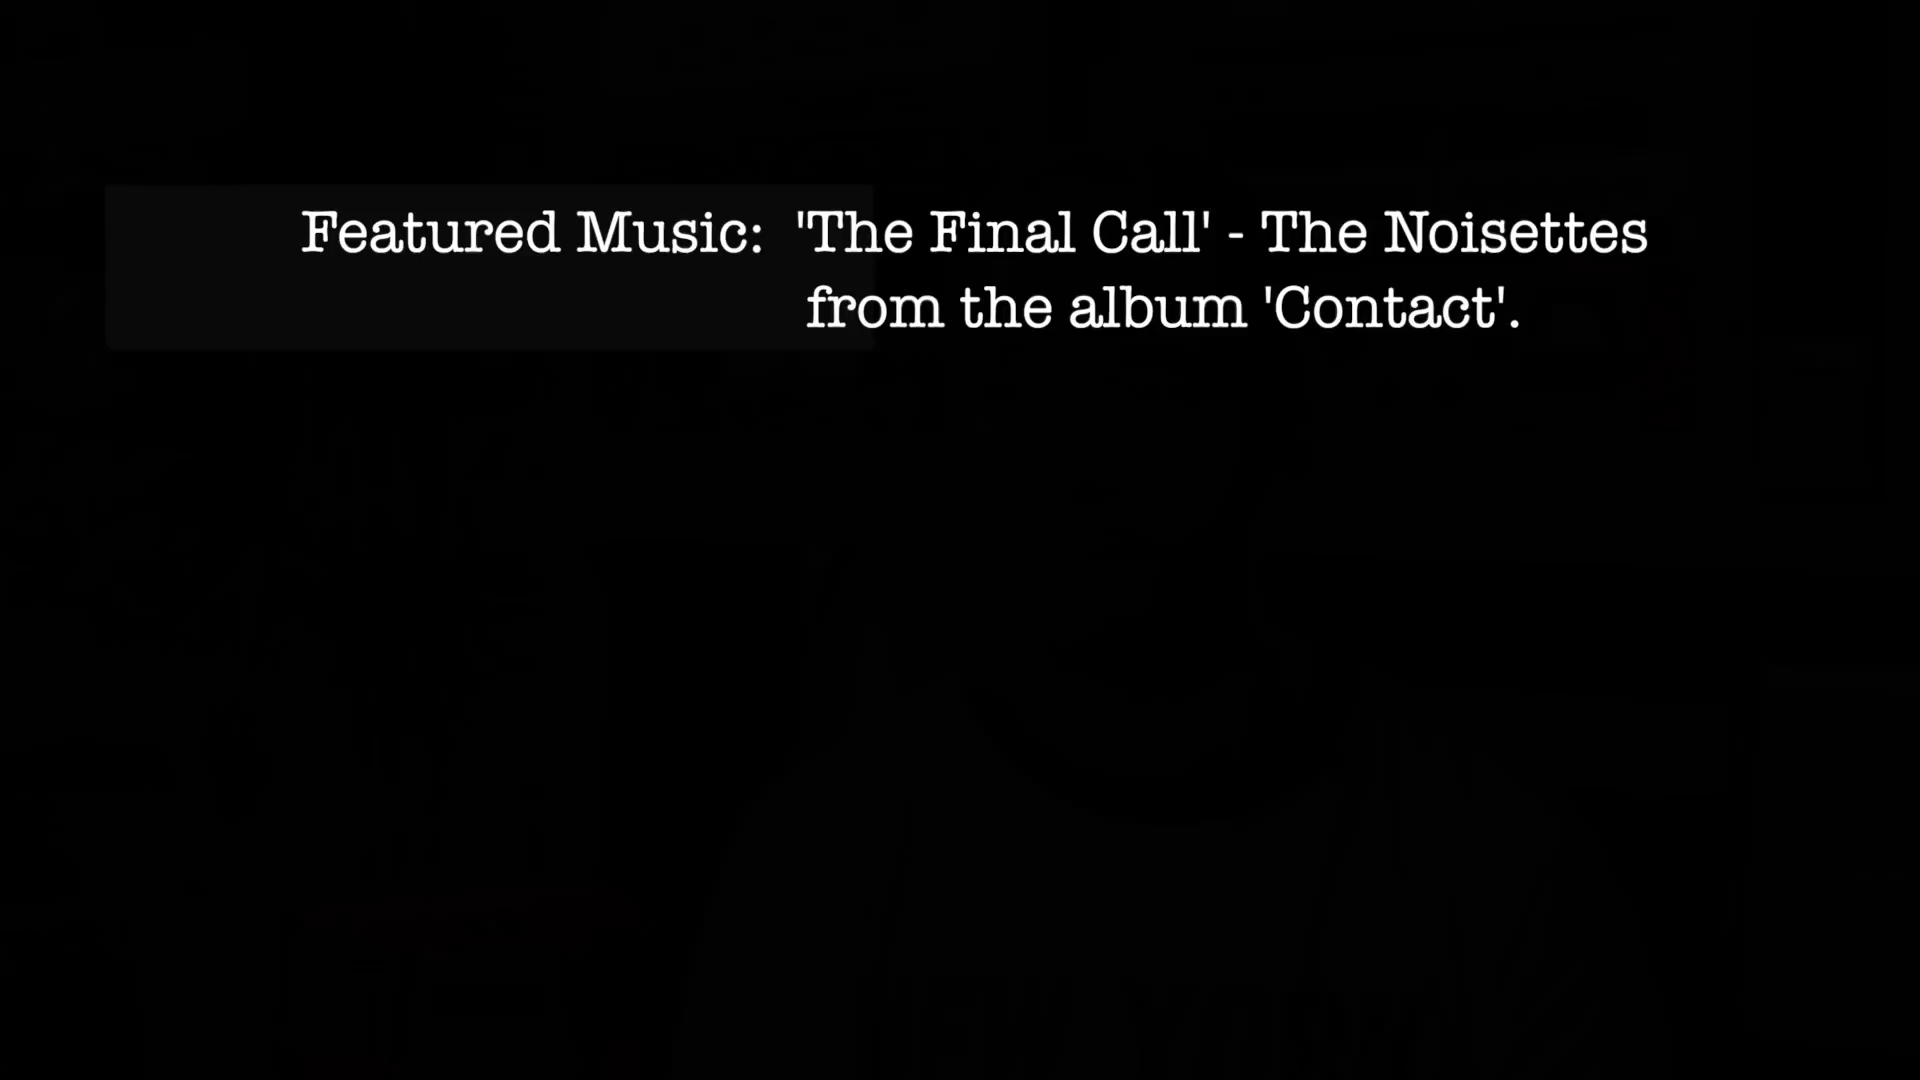 Featured Music: 'The Final Call' - The Noisettes
from the album 'Contact'.